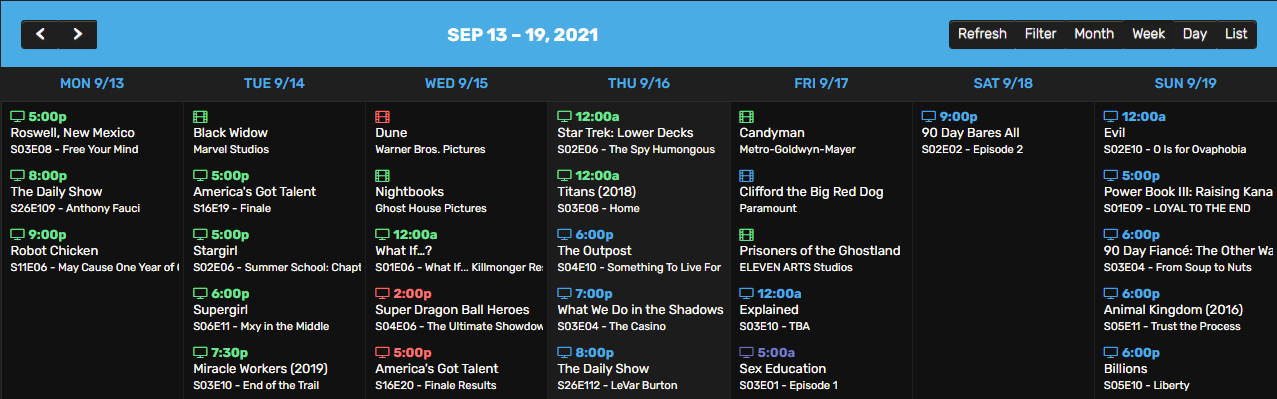 SEP 13 – 19, 2021
Refresh Filter Month Week Day List
MON 9/13
5:00p
Roswell, New Mexico
S03E08 - Free Your Mind
8:00p
The Daily Show
S26E109 - Anthony Fauci
9:00p
Robot Chicken
S11E06 - May Cause One Year of
TUE 9/14
Black Widow
Marvel Studios
5:00p
America's Got Talent
S16E19 - Finale
5:00p
Stargirl
S02E06 - Summer School: Chapt
6:00p
Supergirl
S06E11 - Mxy in the Middle
7:30p
Miracle Workers (2019)
S03E10 - End of the Trail
WED 9/15
Dune
Warner Bros. Pictures
Nightbooks
Ghost House Pictures
12:00a
What If...?
S01E06 - What If... Killmonger Re
2:00p
Super Dragon Ball Heroes
S04E06 - The Ultimate Showdow
5:00p
America's Got Talent
S16E20 - Finale Results
THU 9/16
12:00a
Star Trek: Lower Decks
S02E06 - The Spy Humongous
12:00a
Titans (2018)
S03E08 - Home
6:00p
The Outpost
S04E10 - Something To Live For
7:00p
What We Do in the Shadows
S03E04 - The Casino
8:00p
The Daily Show
S26E112 - LeVar Burton
FRI 9/17
Candyman
Metro-Goldwyn-Mayer
Clifford the Big Red Dog
Paramount
Prisoners of the Ghostland
ELEVEN ARTS Studios
12:00a
Explained
S03E10 - TBA
5:00a
Sex Education
S03E01 - Episode 1
SAT 9/18
9:00p
90 Day Bares All
S02E02 - Episode 2
SUN 9/19
12:00a
Evil
S02E10 - O Is for Ovaphobia
5:00p
Power Book III: Raising Kana
S01E09 - LOYAL TO THE END
6:00p
90 Day Fiancé: The Other Wa
S03E04 - From Soup to Nuts
6:00p
Animal Kingdom (2016)
S05E11 - Trust the Process
6:00p
Billions
S05E10 - Liberty